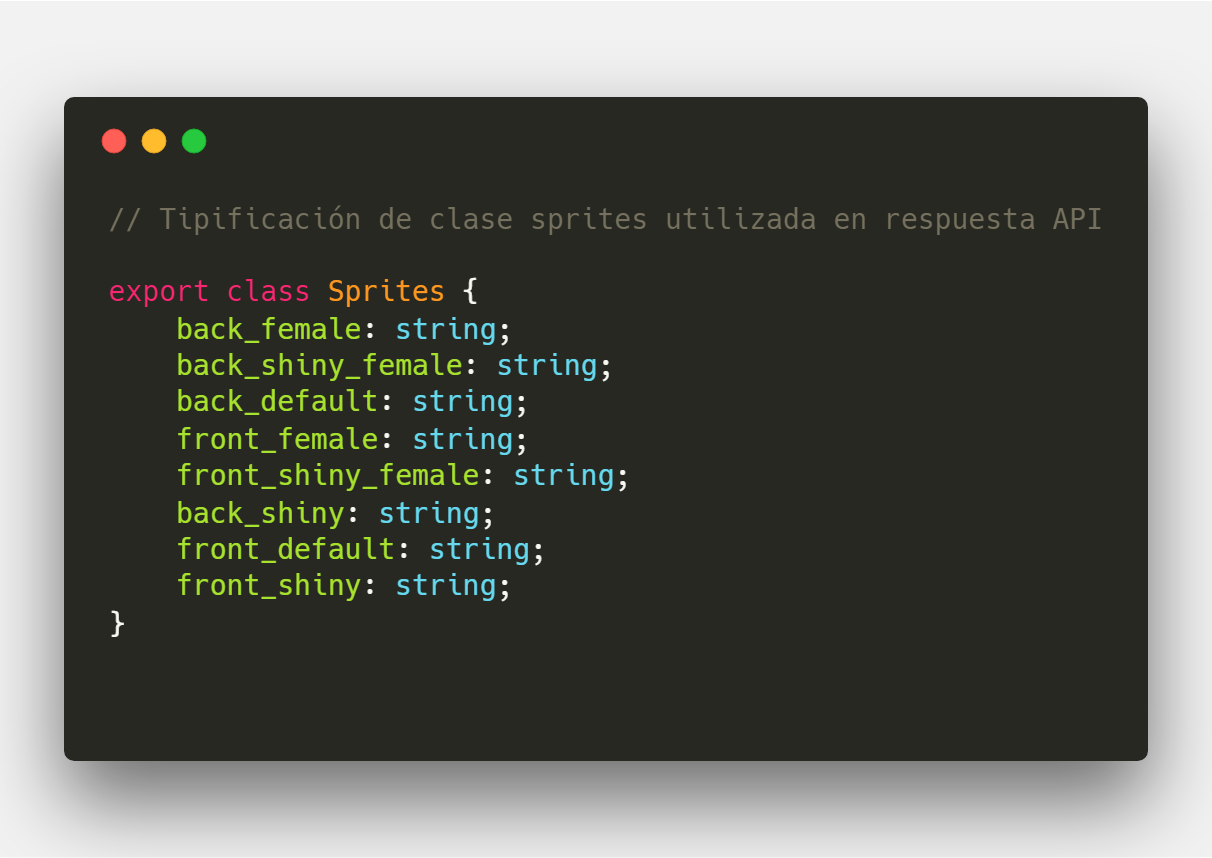 // Tipificación de clase sprites utilizada en respuesta API
export class Sprites {
    back_female: string;
    back_shiny_female: string;
    back_default: string;
    front_female: string;
    front_shiny_female: string;
    back_shiny: string;
    front_default: string;
    front_shiny: string;
}